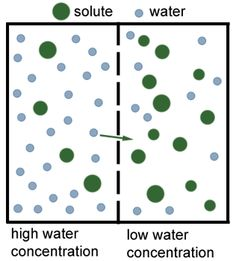 solute water
high water
concentration
low water
concentration